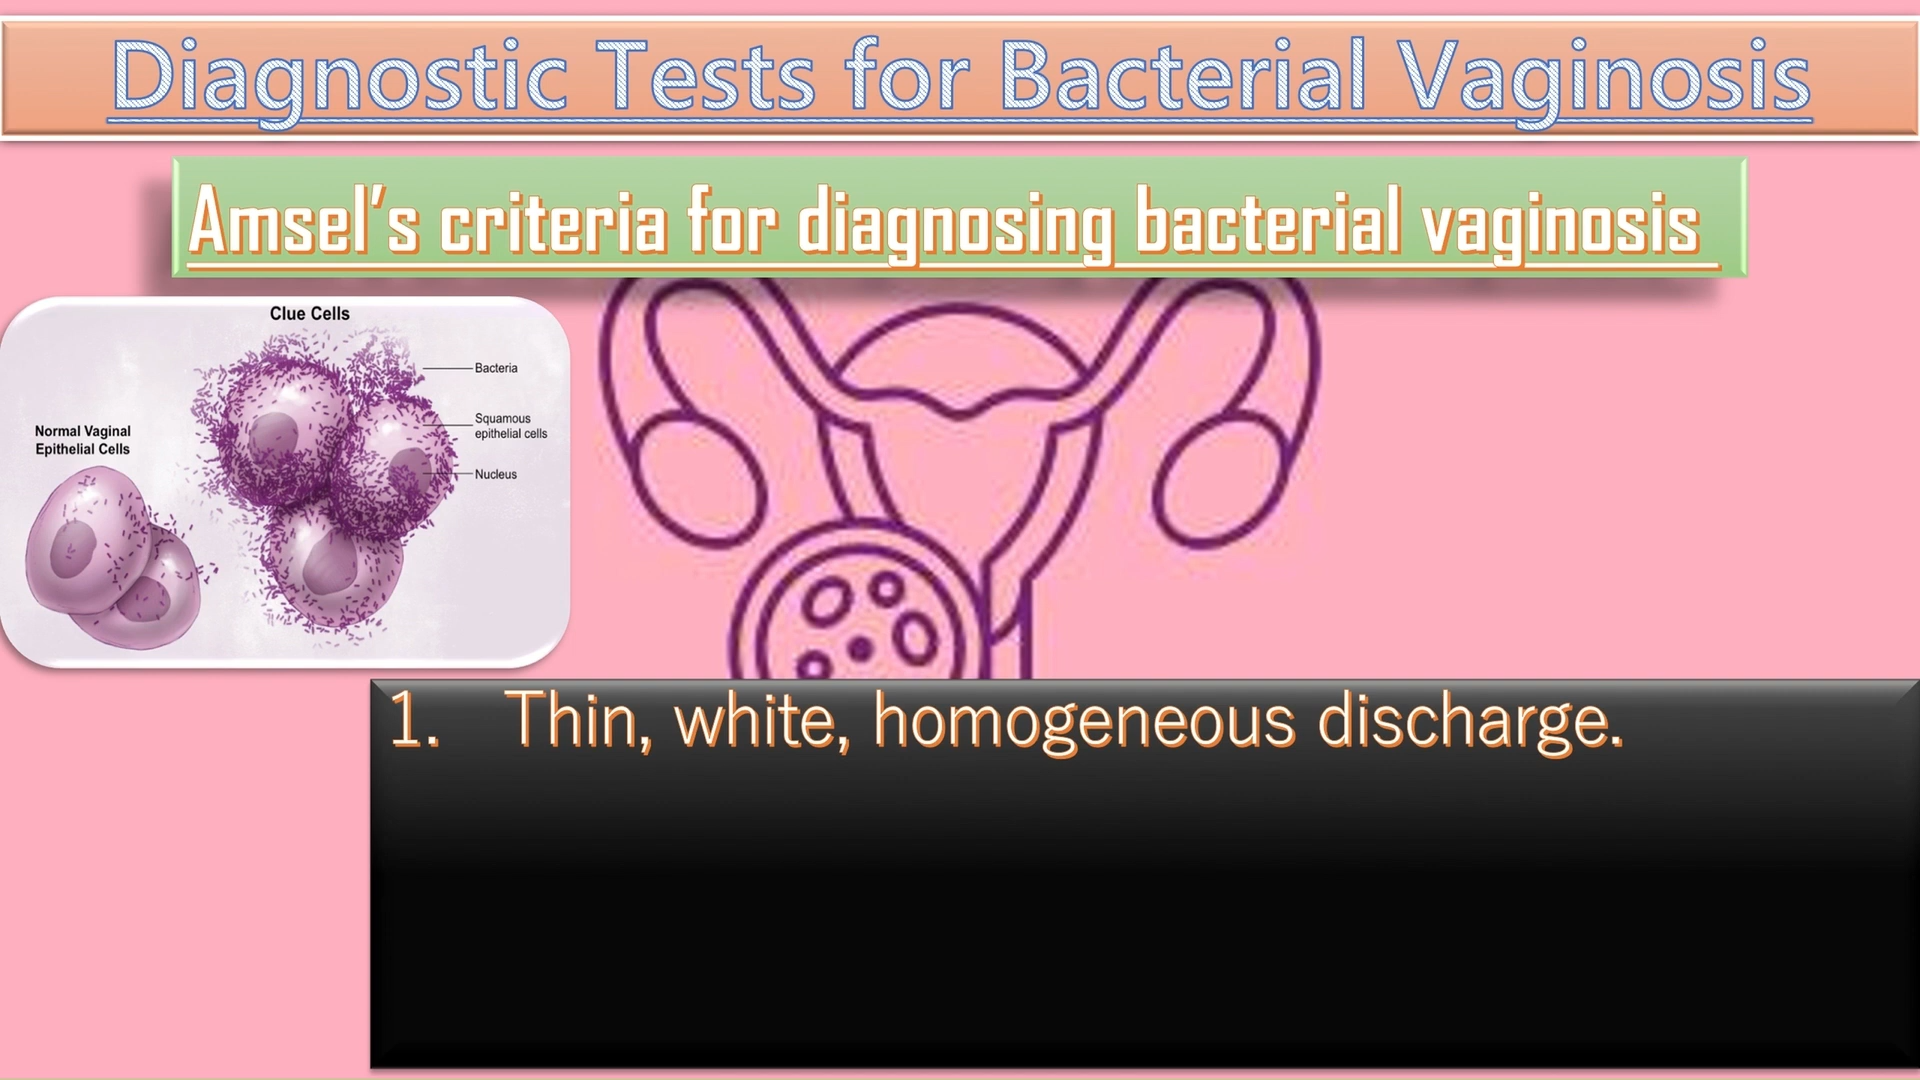 Diagnostic Tests for Bacterial Vaginosis
Amsel’s criteria for diagnosing bacterial vaginosis
Clue Cells
Bacteria
Squamous
epithelial cells
Nucleus
Normal Vaginal
Epithelial Cells
1. Thin, white, homogeneous discharge.